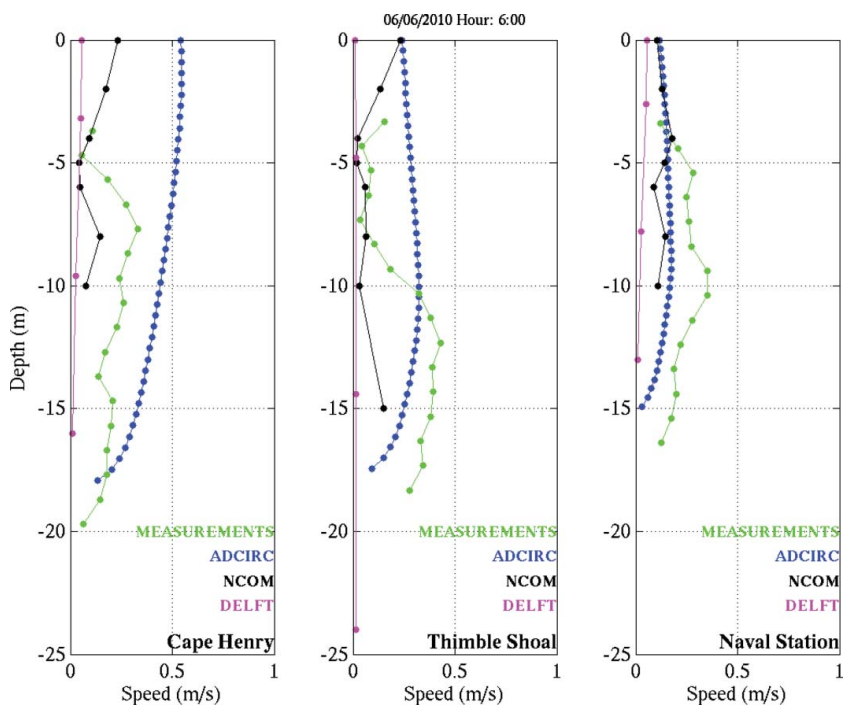 06/06/2010 Hour: 6:00
Depth (m)
0
-5
-10
-15
-20
-25
MEASUREMENTS
ADCIRC
NCOM
DELFT
Cape Henry
0 0.5 1
Speed (m/s)
0
-5
-10
-15
-20
-25
MEASUREMENTS
ADCIRC
NCOM
DELFT
Thimble Shoal
0 0.5 1
Speed (m/s)
0
-5
-10
-15
-20
-25
MEASUREMENTS
ADCIRC
NCOM
DELFT
Naval Station
0 0.5 1
Speed (m/s)